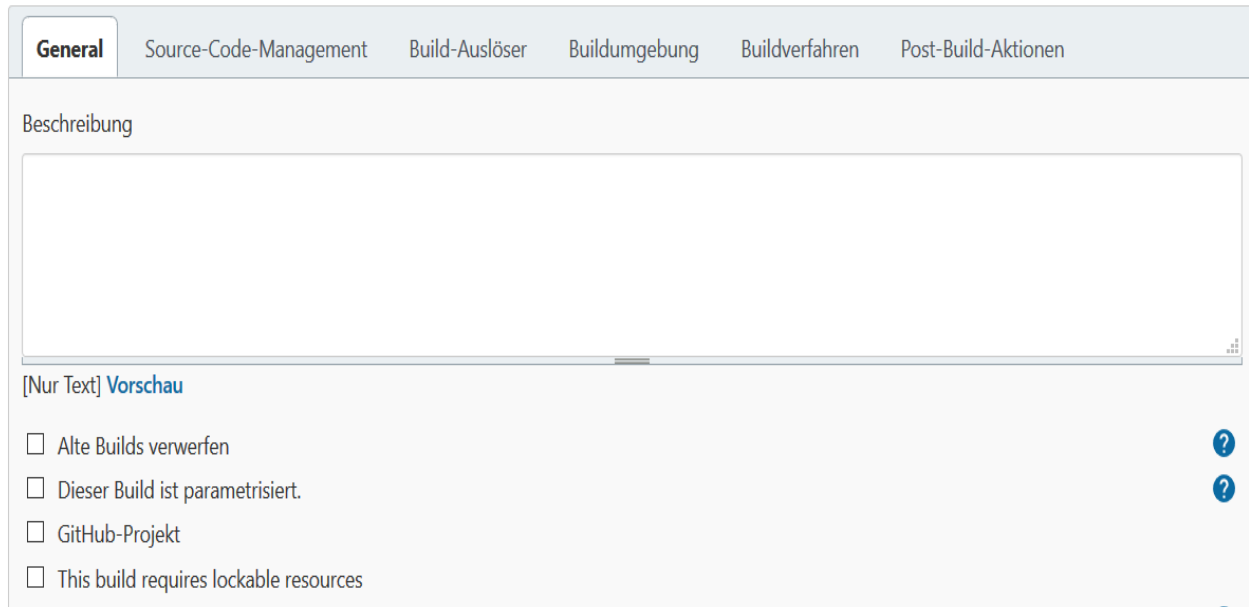 General Source-Code-Management Build-Auslöser Buildumgebung Buildverfahren Post-Build-Aktionen
Beschreibung
[Nur Text] Vorschau
Alte Builds verwerfen ?
Dieser Build ist parametrisiert. ?
GitHub-Projekt
This build requires lockable resources